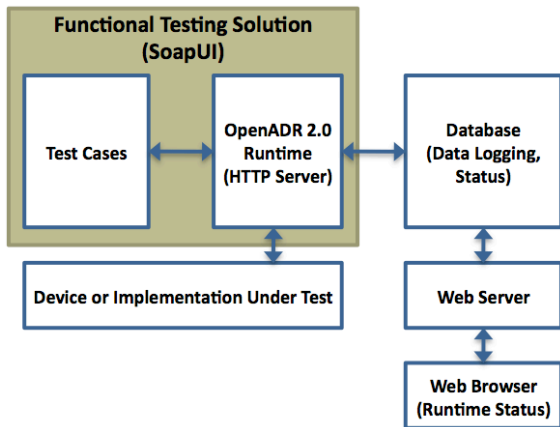 Functional Testing Solution
(SoapUI)
Test Cases
OpenADR 2.0
Runtime
(HTTP Server)
Database
(Data Logging,
Status)
Device or Implementation Under Test
Web Server
Web Browser
(Runtime Status)